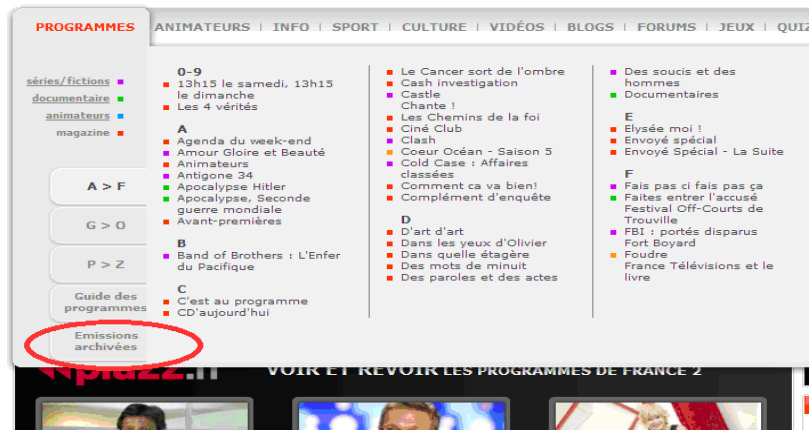 PROGRAMMES ANIMATEURS | INFO | SPORT | CULTURE | VIDÉOS | BLOGS | FORUMS | JEUX | QUIZ
séries/fictions
documentaire
animateurs
magazine
A > F
G > O
P > Z
Guide des
programmes
Emissions
archivées
0-9
13h15 le samedi, 13h15
le dimanche
Les 4 vérités
A
Agenda du week-end
Amour Gloire et Beauté
Animateurs
Antigone 34
Apocalypse Hitler
Apocalypse, Seconde
guerre mondiale
Avant-premières
B
Band of Brothers : L'Enfer
du Pacifique
C
C'est au programme
CD'aujourd'hui
Le Cancer sort de l'ombre
Cash investigation
Castle
Chante !
Les Chemins de la foi
Ciné Club
Clash
Coeur Océan - Saison 5
Cold Case : Affaires
classées
Comment ca va bien!
Complément d'enquête
D
D'art d'art
Dans les yeux d'Olivier
Dans quelle étagère
Des mots de minuit
Des paroles et des actes
Des soucis et des
hommes
Documentaires
E
Elysée moi !
Envoyé spécial
Envoyé Spécial - La Suite
F
Fais pas ci fais pas ça
Faites entrer l'accusé
Festival Off-Courts de
Trouville
FBI : portés disparus
Fort Boyard
Foudre
France Télévisions et le
livre
VOIR ET REVOIR LES PROGRAMMES DE FRANCE 2